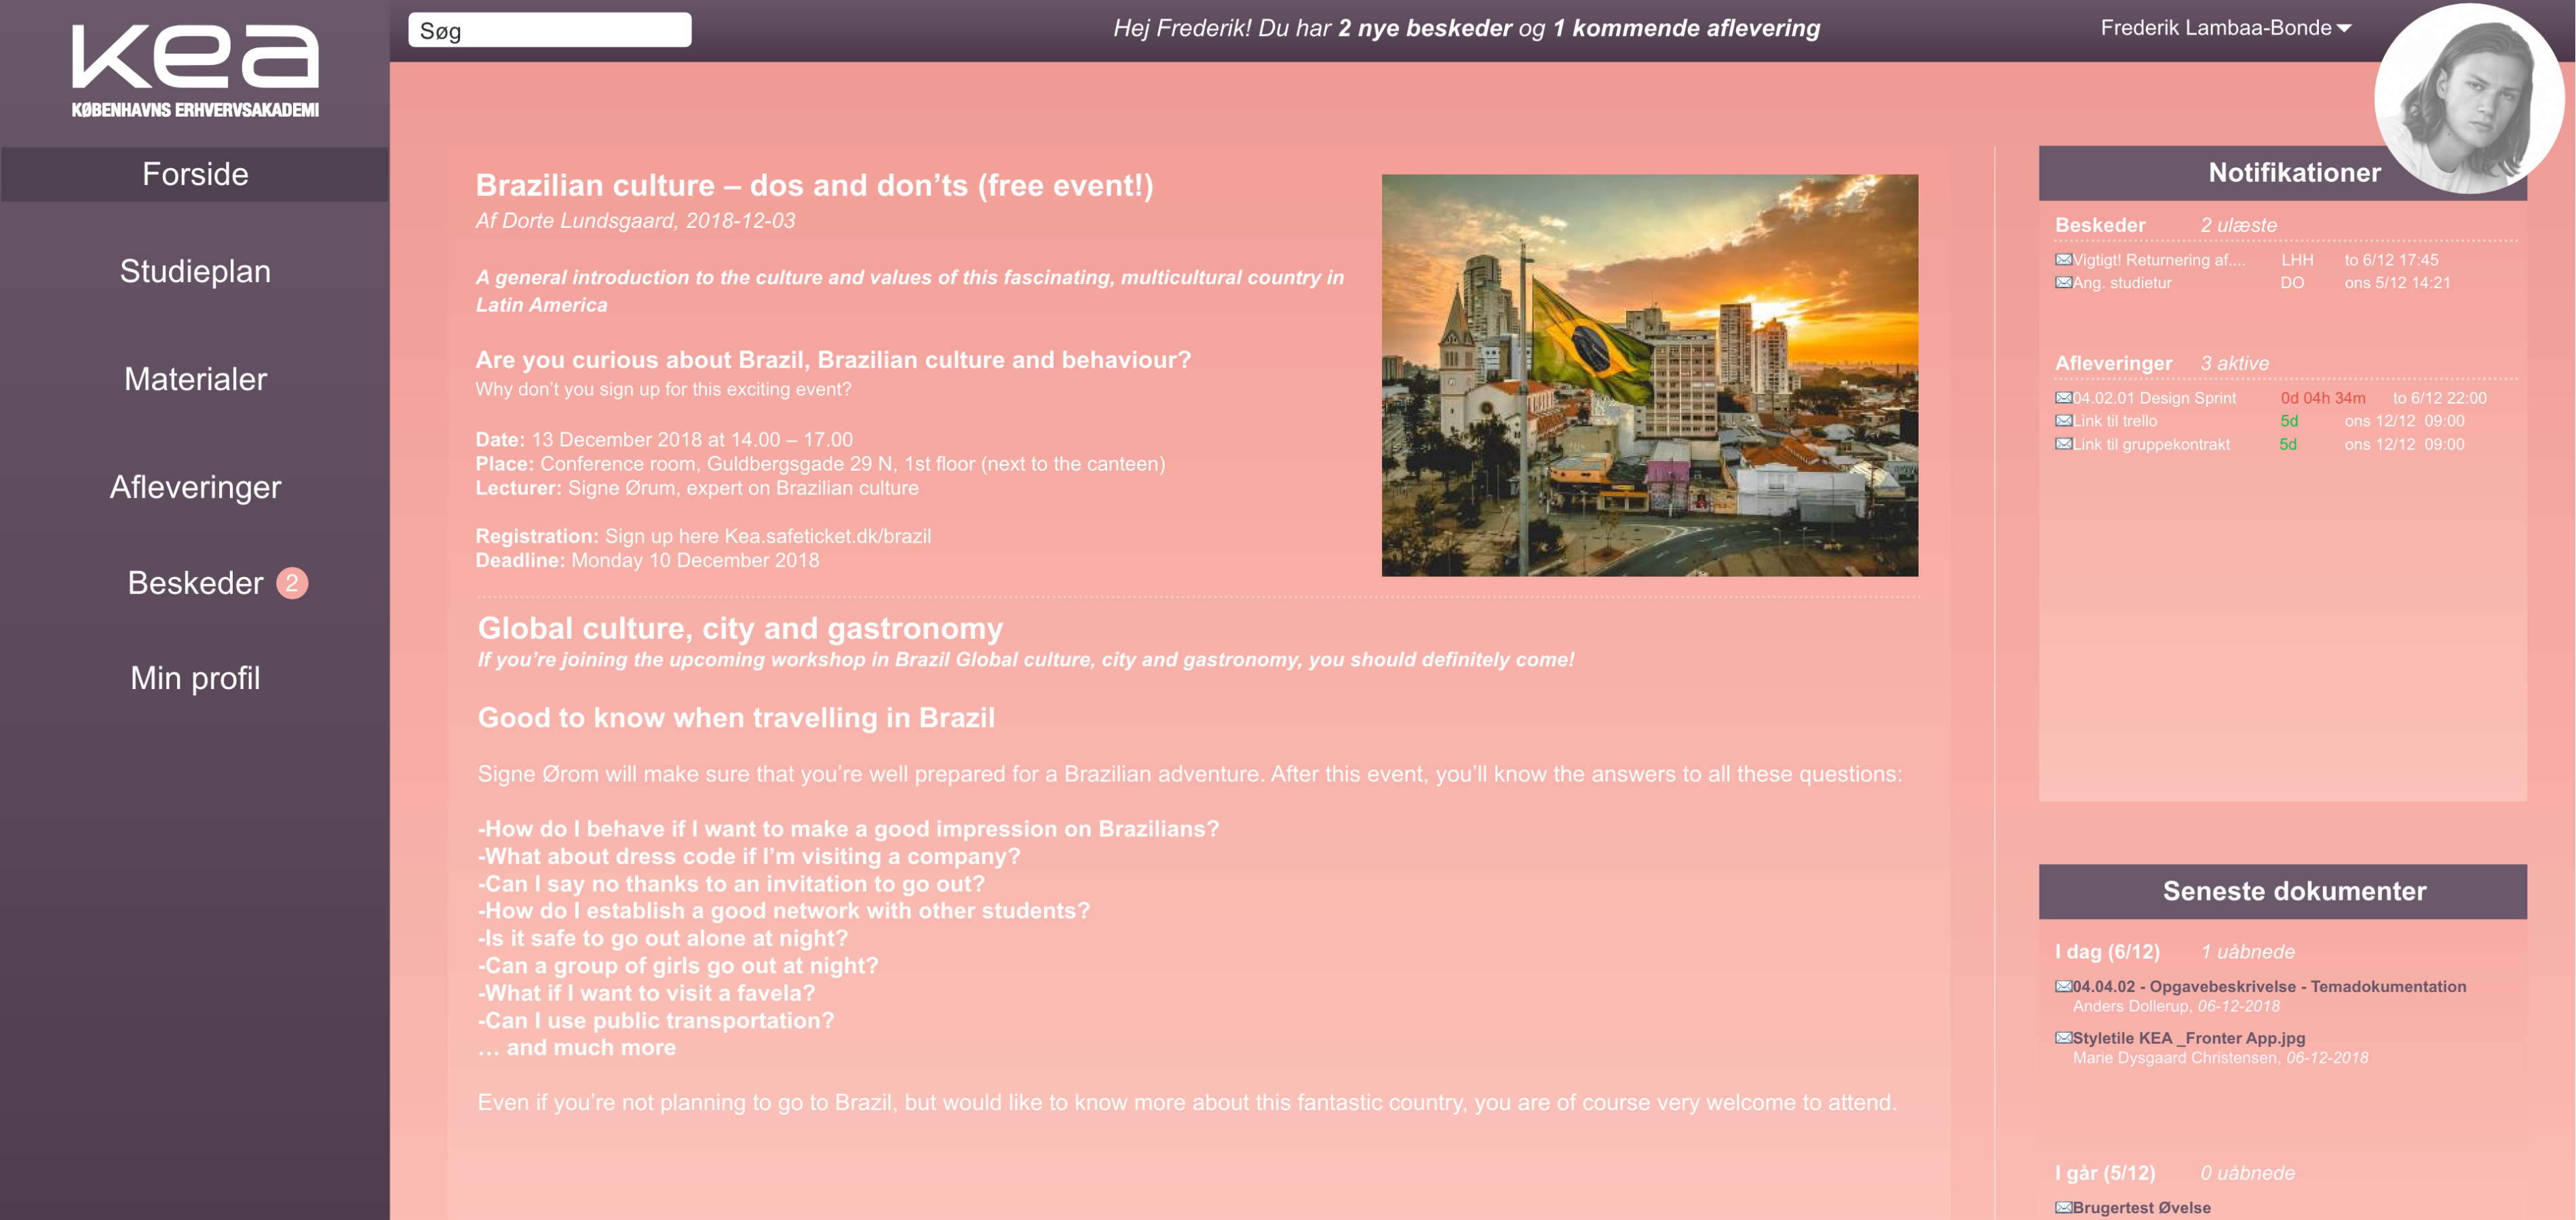 kea
KØBENHAVNS ERHVERVSAKADEMI
Søg
Hej Frederik! Du har 2 nye beskeder og 1 kommende aflevering
Frederik Lambaa-Bonde
Forside
Studieplan
Materialer
Afleveringer
Beskeder 2
Min profil
Brazilian culture – dos and don’ts (free event!)
Af Dorte Lundsgaard, 2018-12-03
A general introduction to the culture and values of this fascinating, multicultural country in
Latin America
Are you curious about Brazil, Brazilian culture and behaviour?
Why don’t you sign up for this exciting event?
Date: 13 December 2018 at 14.00 – 17.00
Place: Conference room, Guldbergsgade 29 N, 1st floor (next to the canteen)
Lecturer: Signe Ørum, expert on Brazilian culture
Registration: Sign up here Kea.safeticket.dk/brazil
Deadline: Monday 10 December 2018
Global culture, city and gastronomy
If you’re joining the upcoming workshop in Brazil Global culture, city and gastronomy, you should definitely come!
Good to know when travelling in Brazil
Signe Ørom will make sure that you’re well prepared for a Brazilian adventure. After this event, you’ll know the answers to all these questions:
-How do I behave if I want to make a good impression on Brazilians?
-What about dress code if I’m visiting a company?
-Can I say no thanks to an invitation to go out?
-How do I establish a good network with other students?
-Is it safe to go out alone at night?
-Can a group of girls go out at night?
-What if I want to visit a favela?
-Can I use public transportation?
… and much more
Even if you’re not planning to go to Brazil, but would like to know more about this fantastic country, you are of course very welcome to attend.
Notifikationer
Beskeder 2 ulæste
Vigtigt! Returnering af.... LHH to 6/12 17:45
Ang. studietur DO ons 5/12 14:21
Afleveringer 3 aktive
04.02.01 Design Sprint 0d 04h 34m to 6/12 22:00
Link til trello 5d ons 12/12 09:00
Link til gruppekontrakt 5d ons 12/12 09:00
Seneste dokumenter
I dag (6/12) 1 uåbnede
04.04.02 - Opgavebeskrivelse - Temadokumentation
Anders Dollerup, 06-12-2018
Styletile KEA _Fronter App.jpg
Marie Dysgaard Christensen, 06-12-2018
I går (5/12) 0 uåbnede
Brugertest Øvelse